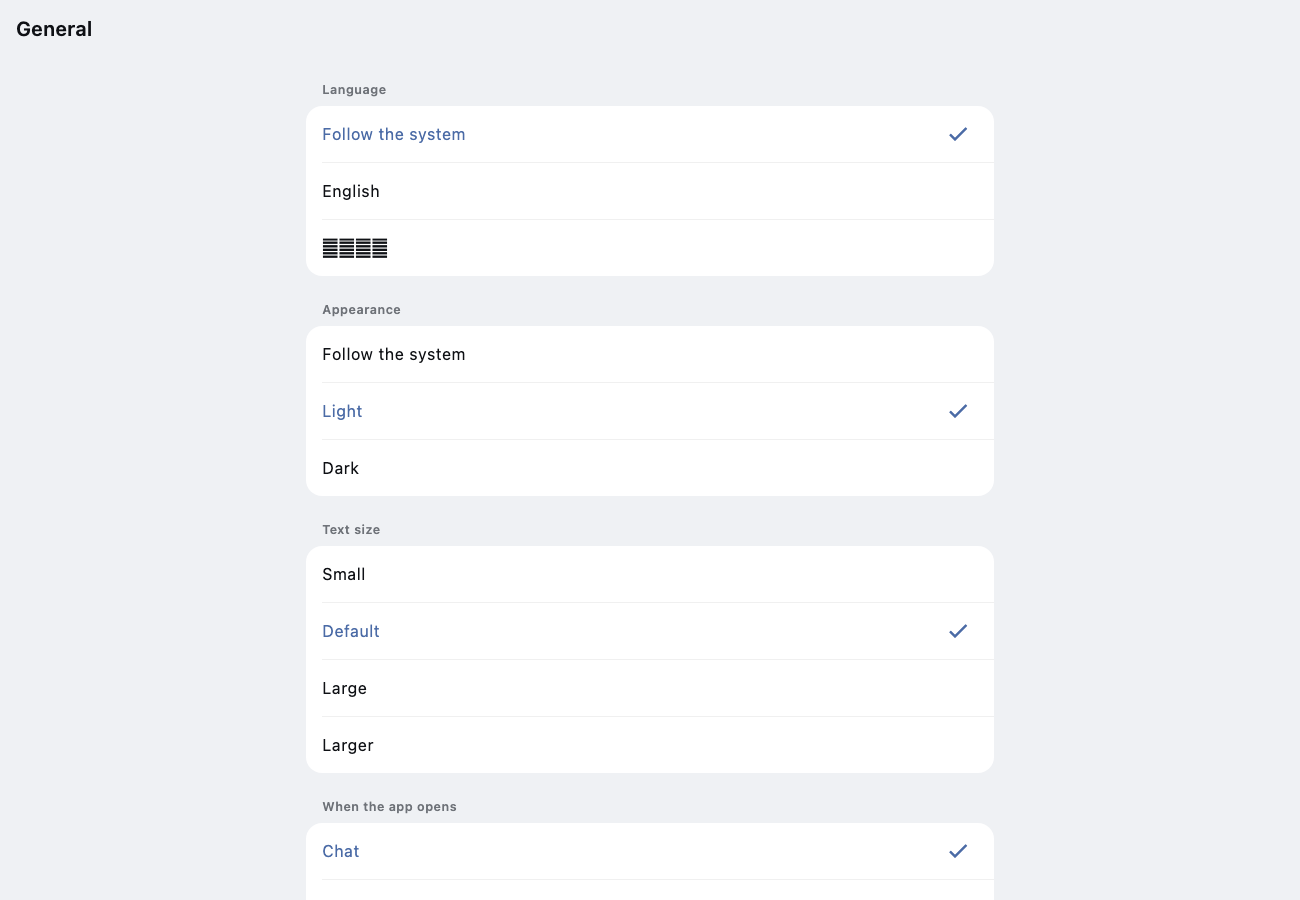 General
Language
Follow the system
English
Appearance
Follow the system
Light
Dark
Text size
Small
Default
Large
Larger
When the app opens
Chat